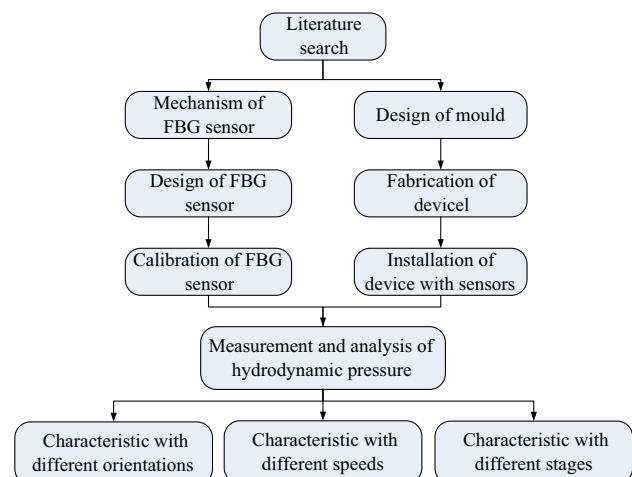 Literature
search
Mechanism of
FBG sensor
Design of mould
Design of FBG
sensor
Fabrication of
devicel
Calibration of FBG
sensor
Installation of
device with sensors
Measurement and analysis of
hydrodynamic pressure
Characteristic with
different orientations
Characteristic with
different speeds
Characteristic with
different stages